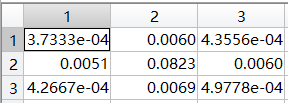 1 2 3
1 3.7333e-04 0.0060 4.3556e-04
2 0.0051 0.0823 0.0060
3 4.2667e-04 0.0069 4.9778e-04